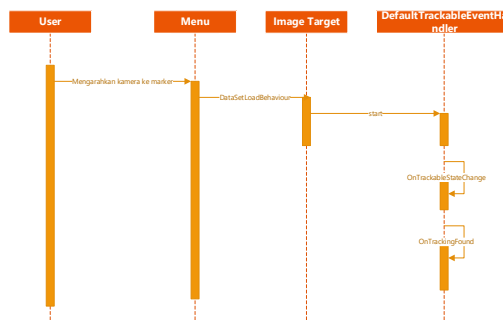 User
Menu
Image Target
DefaultTrackableEventHa
ndler
Mengarahkan kamera ke marker
DataSetLoadBehaviour
start
OnTrackableStateChange
OnTrackingFound